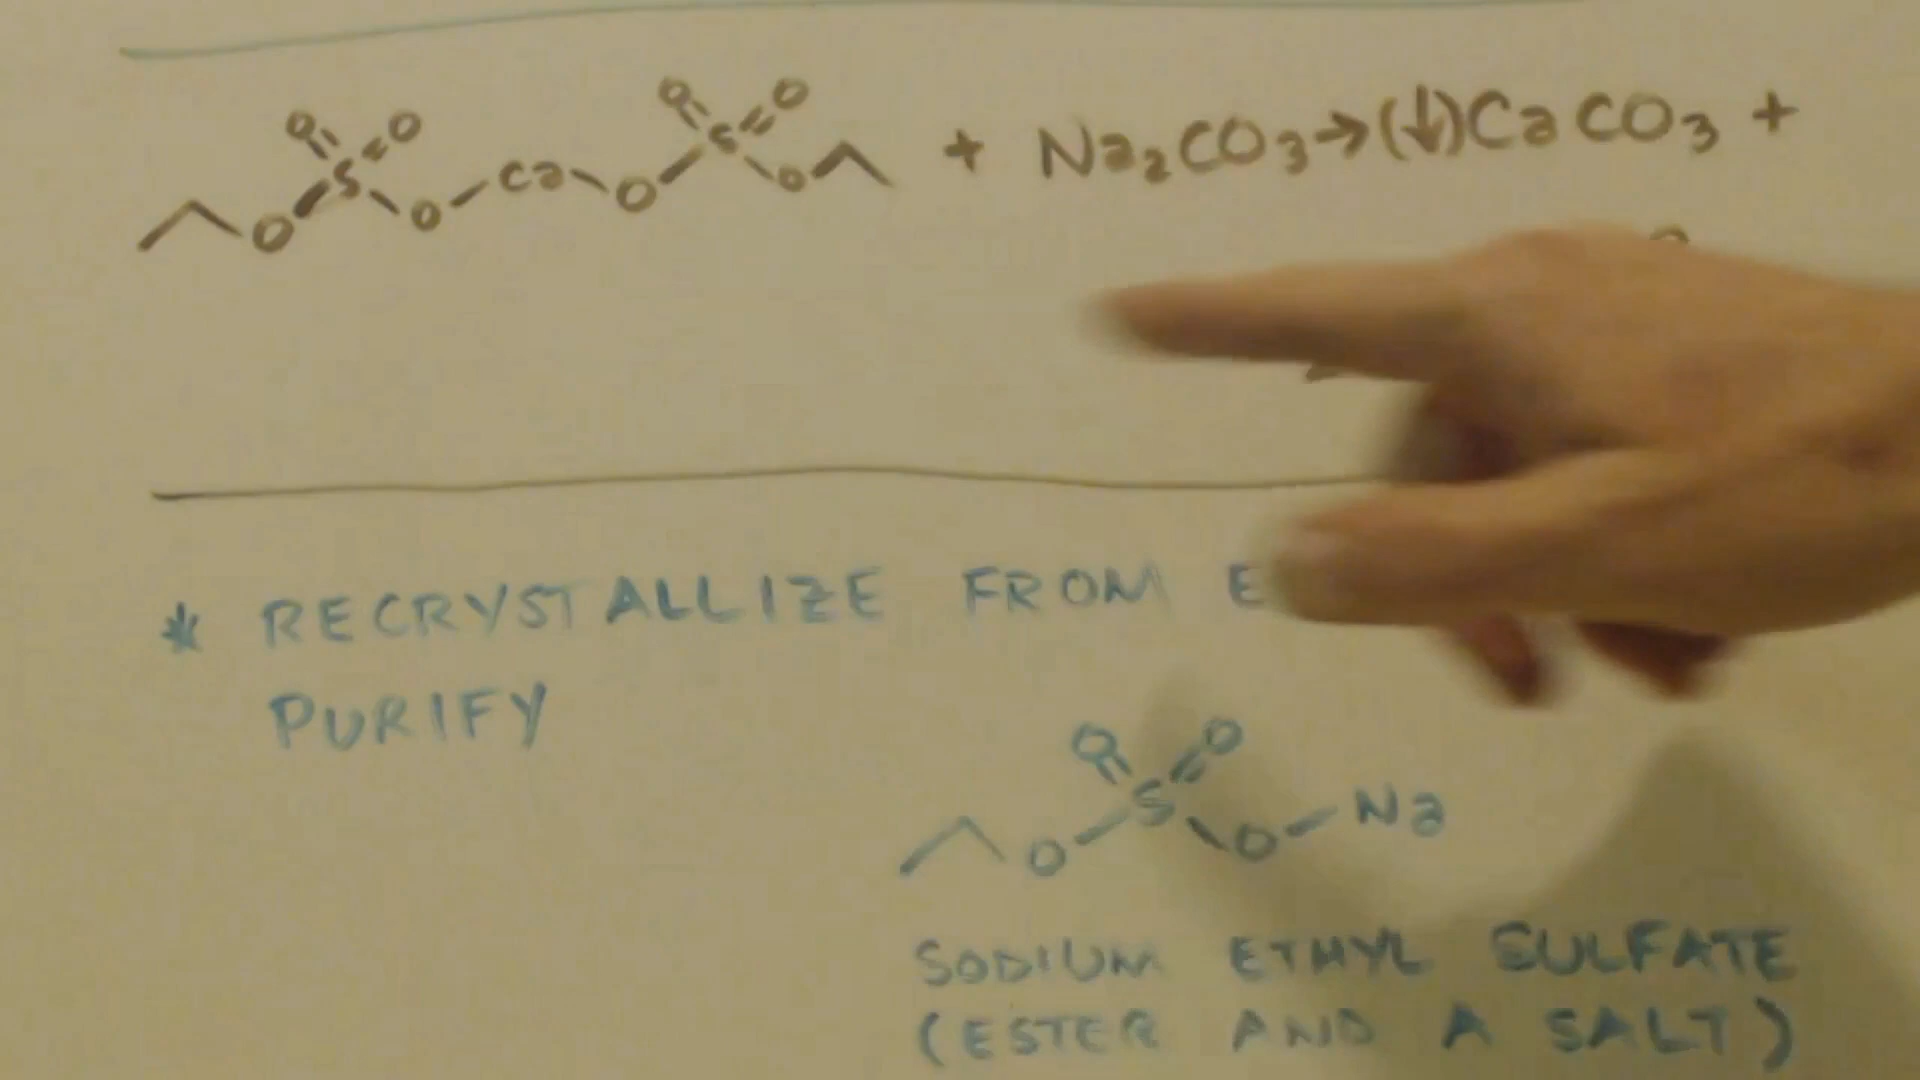 O O O O
S S
O O Ca O O + Na₂CO₃ → (↓) CaCO₃ +
* RECRYSTALLIZE FROM
PURIFY
O O
S
O O Na
SODIUM ETHYL SULFATE
(ESTER AND A SALT)